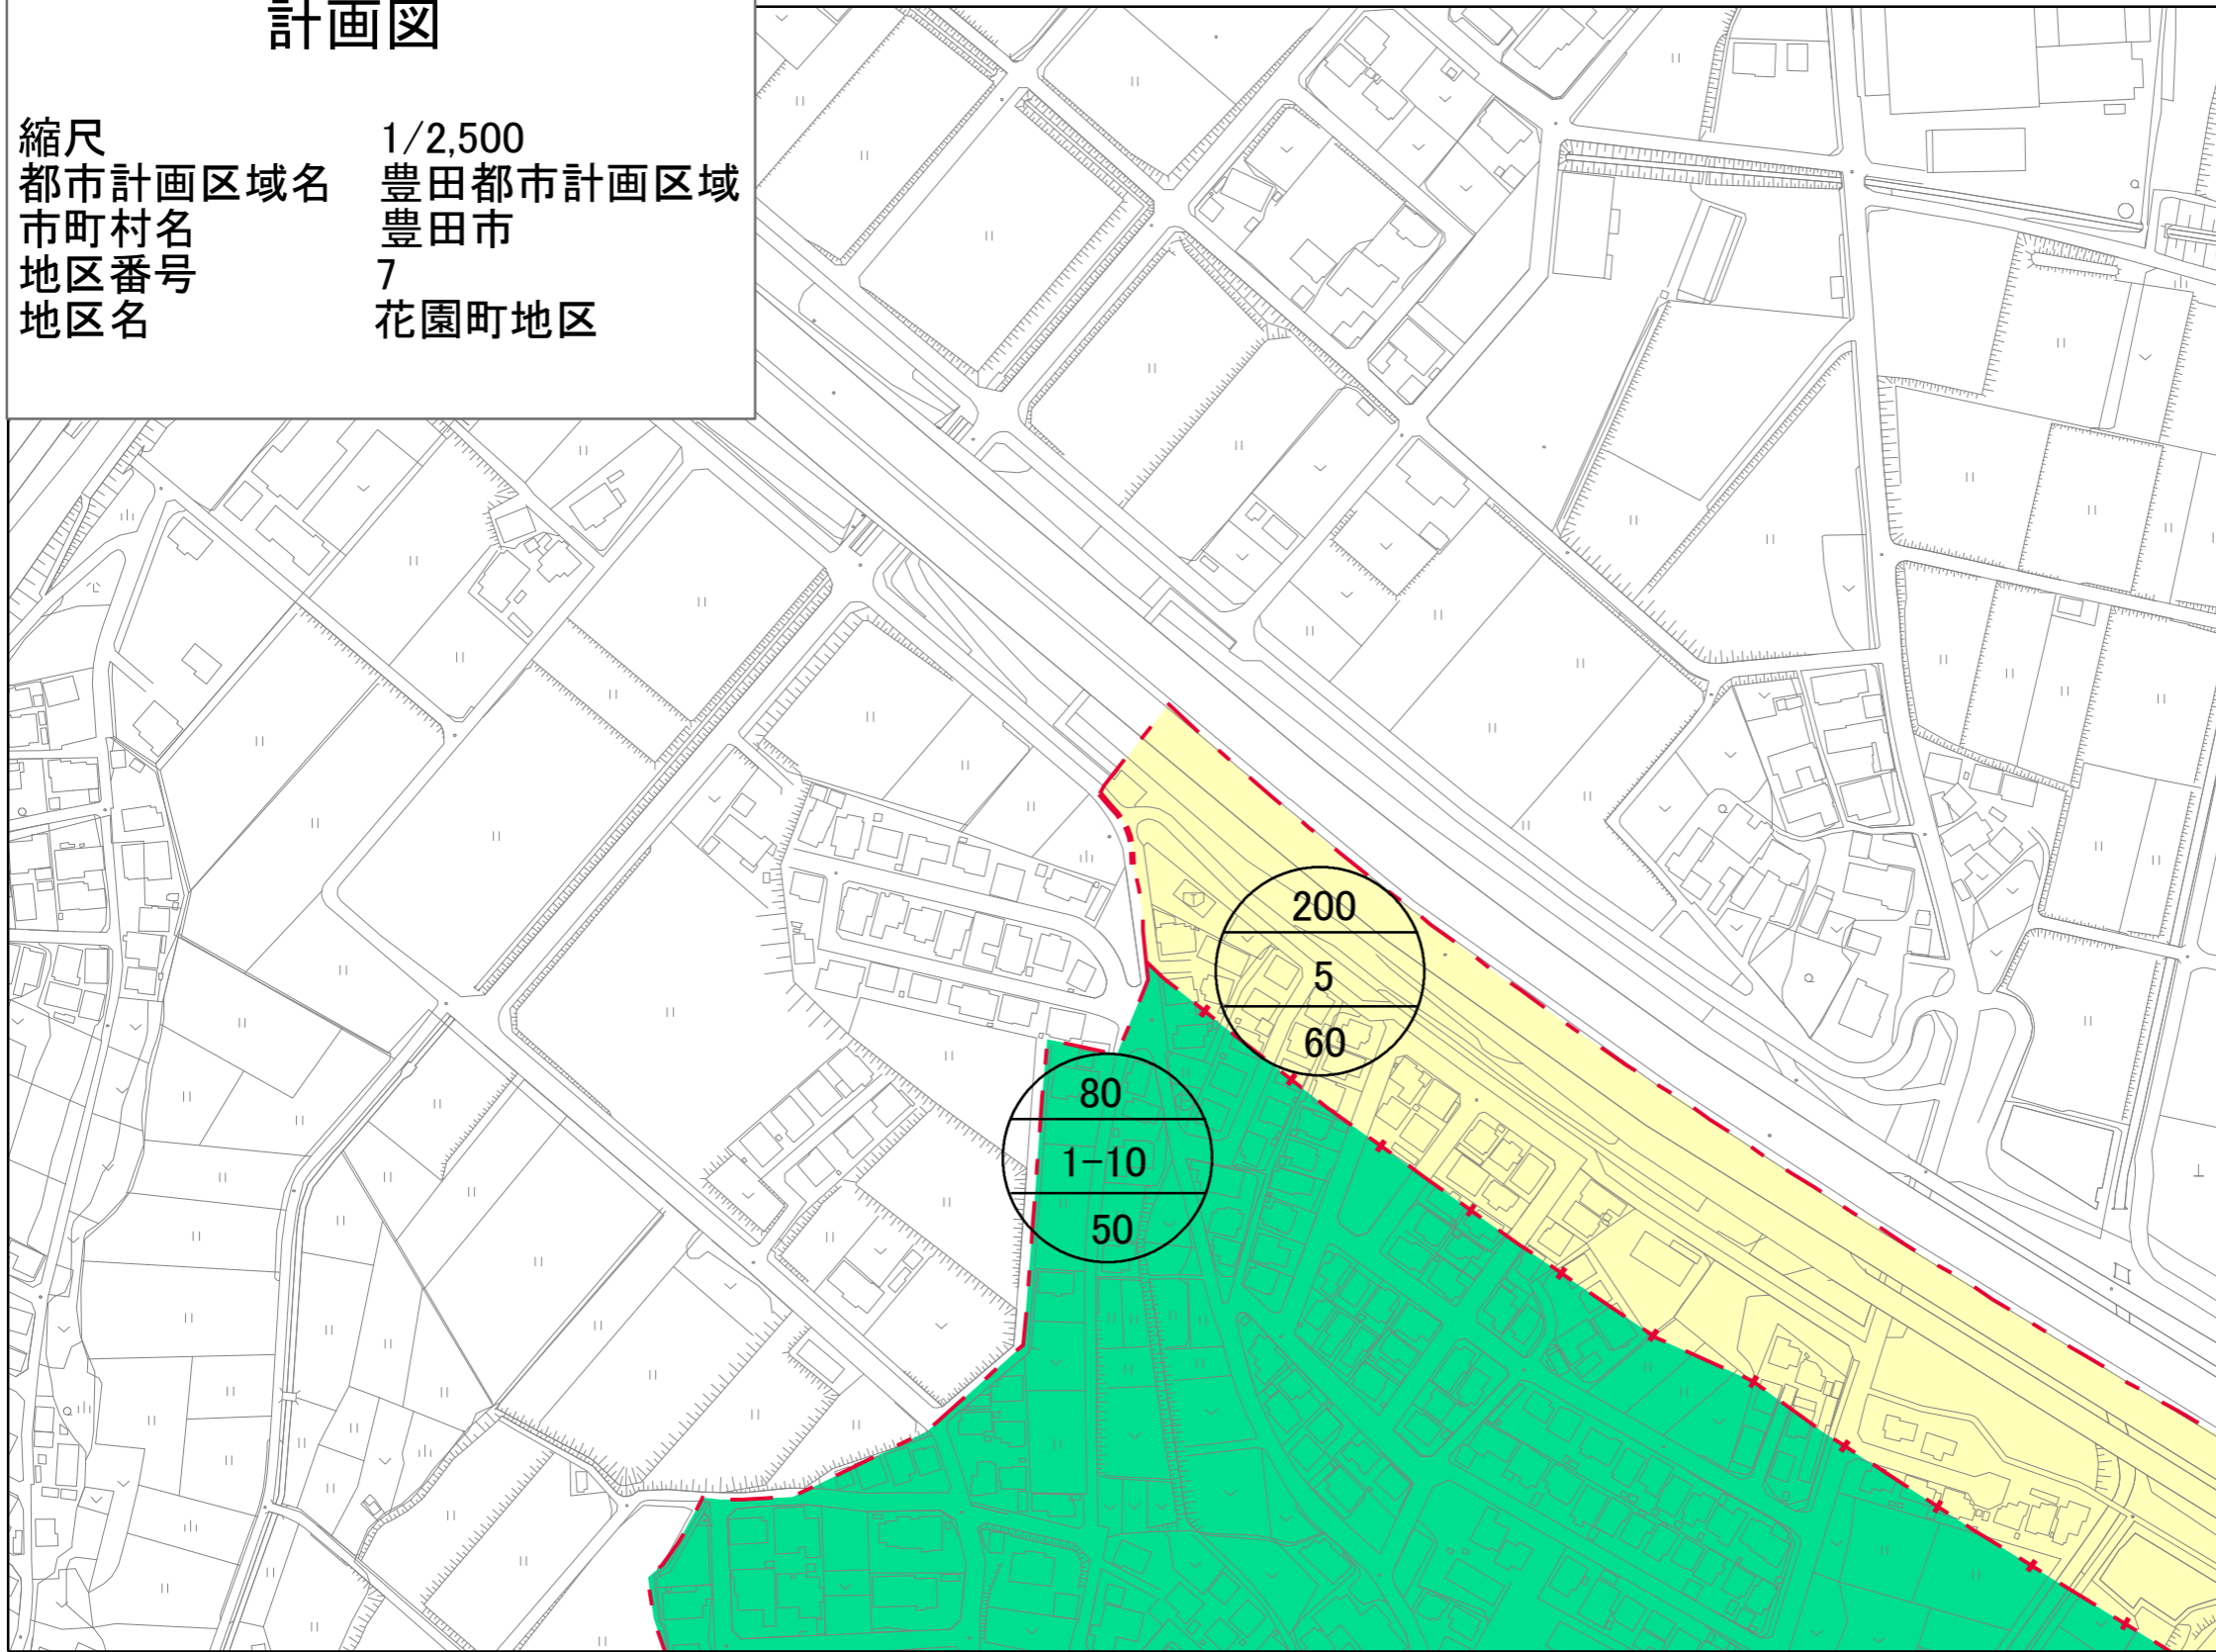 計画図
縮尺 1/2,500
都市計画区域名 豊田都市計画区域
市町村名 豊田市
地区番号 7
地区名 花園町地区
200
5
60
80
1-10
50